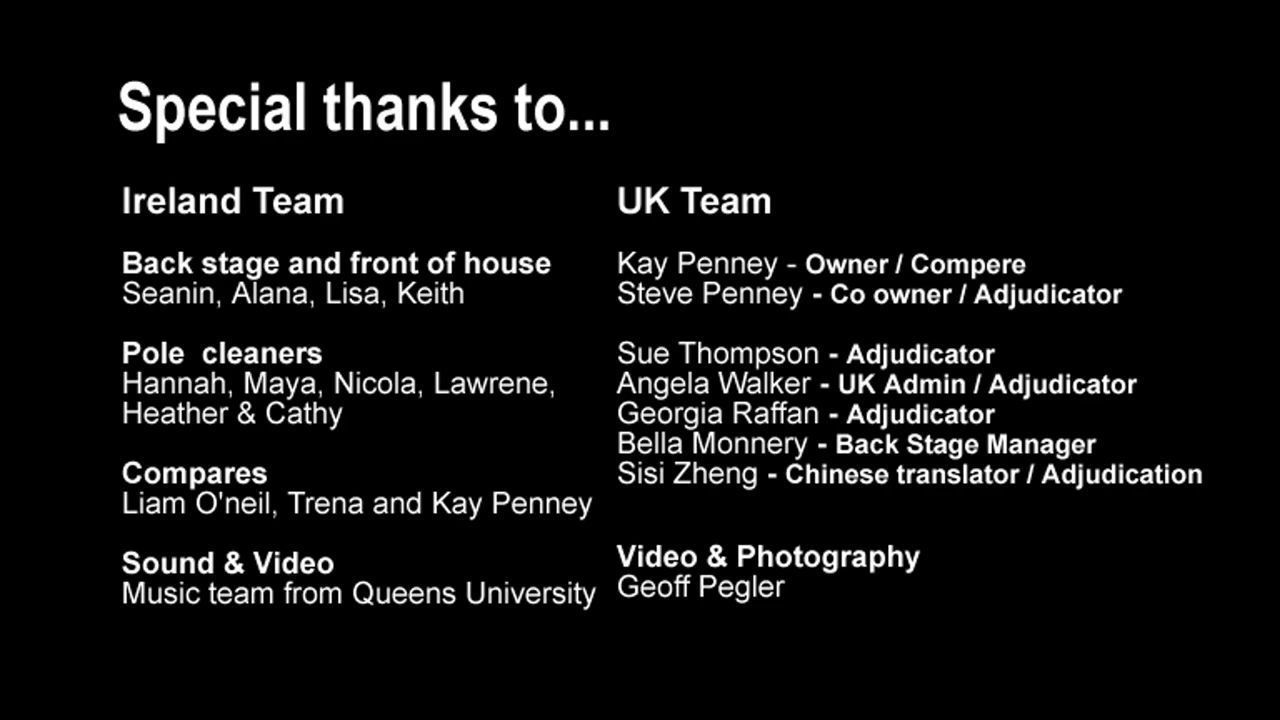 Special thanks to...
Ireland Team
Back stage and front of house
Seanin, Alana, Lisa, Keith
Pole  cleaners
Hannah, Maya, Nicola, Lawrene,
Heather & Cathy
Compares
Liam O'neil, Trena and Kay Penney
Sound & Video
Music team from Queens University
UK Team
Kay Penney - Owner / Compere
Steve Penney - Co owner / Adjudicator
Sue Thompson - Adjudicator
Angela Walker - UK Admin / Adjudicator
Georgia Raffan - Adjudicator
Bella Monnery - Back Stage Manager
Sisi Zheng - Chinese translator / Adjudication
Video & Photography
Geoff Pegler